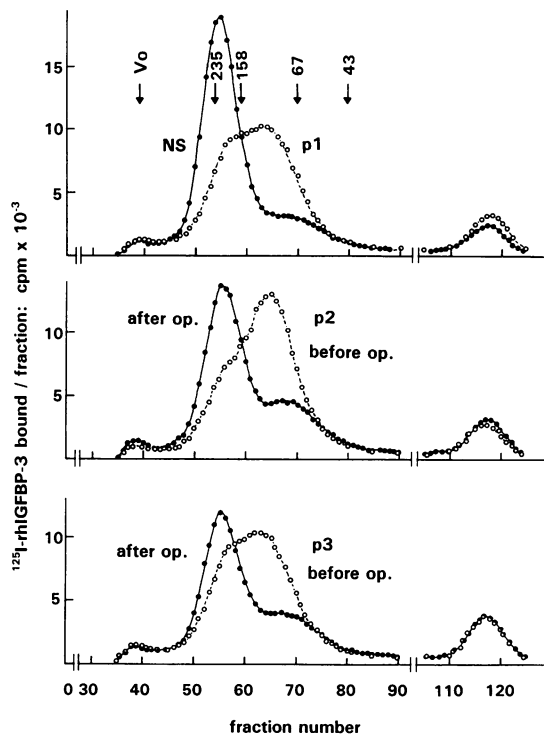 15
10
5
Vo
235
158
67
43
NS
p1
10
5
after op.
p2
before op.
10
5
after op.
p3
before op.
0 30 40 50 60 70 80 90 110 120
fraction number
¹²⁵I-rhIGFBP-3 bound / fraction: cpm x 10⁻³